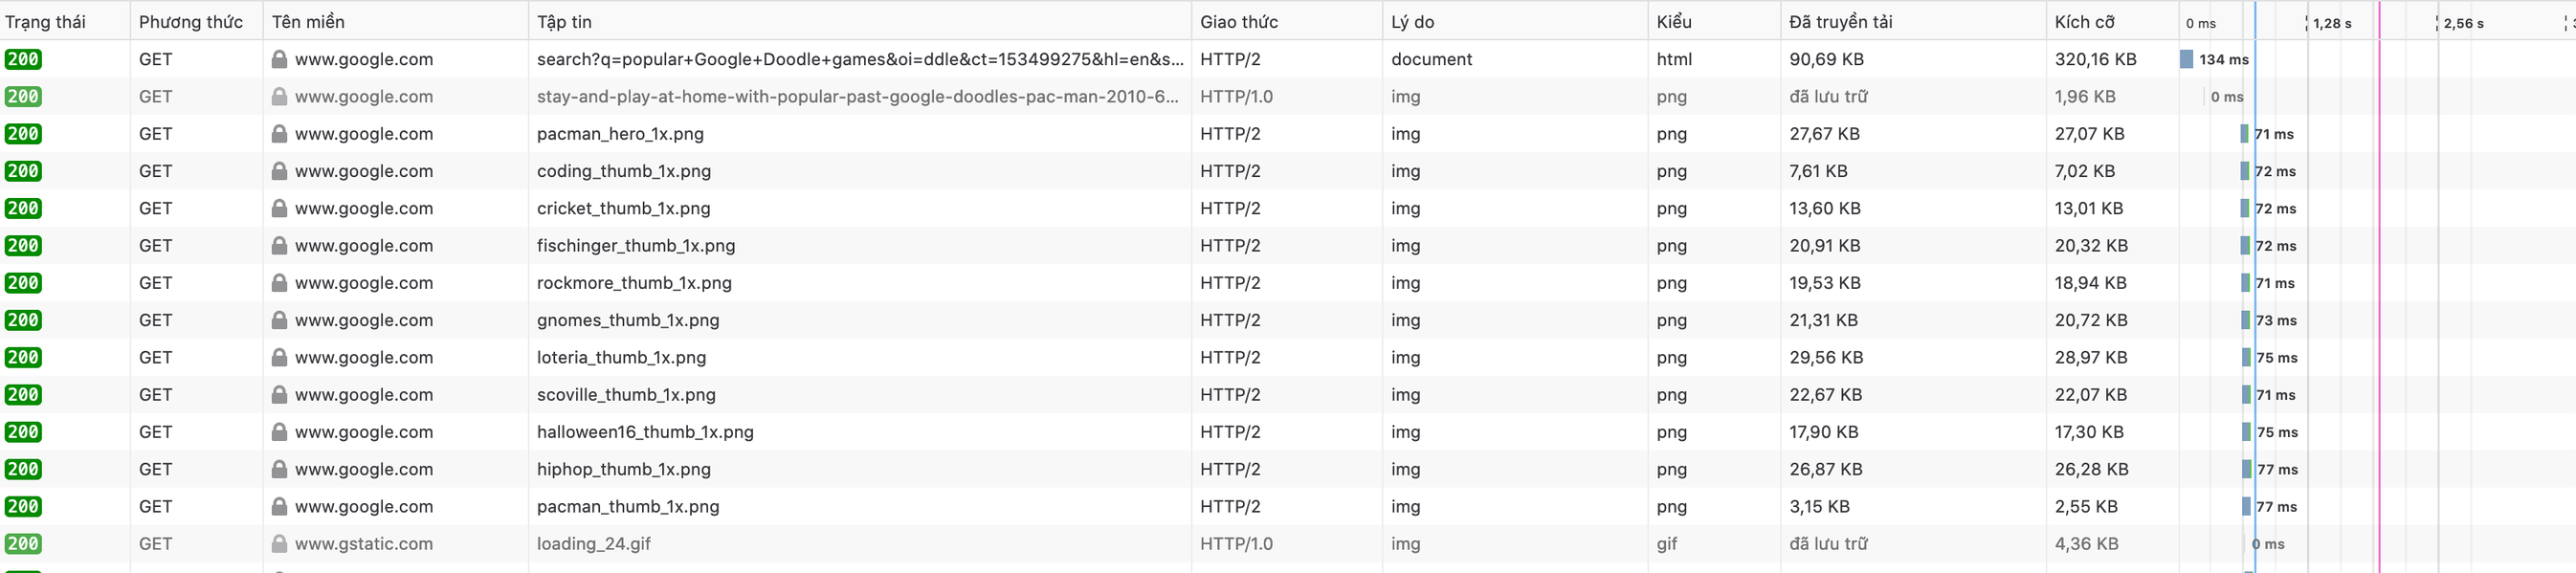 Trạng thái Phương thức Tên miền Tập tin Giao thức Lý do Kiểu Đã truyền tải Kích cỡ 0 ms 1,28 s 2,56 s
200 GET www.google.com search?q=popular+Google+Doodle+games&oi=ddle&ct=153499275&hl=en&s... HTTP/2 document html 90,69 KB 320,16 KB 134 ms
200 GET www.google.com stay-and-play-at-home-with-popular-past-google-doodles-pac-man-2010-6... HTTP/1.0 img png đã lưu trữ 1,96 KB 0 ms
200 GET www.google.com pacman_hero_1x.png HTTP/2 img png 27,67 KB 27,07 KB 71 ms
200 GET www.google.com coding_thumb_1x.png HTTP/2 img png 7,61 KB 7,02 KB 72 ms
200 GET www.google.com cricket_thumb_1x.png HTTP/2 img png 13,60 KB 13,01 KB 72 ms
200 GET www.google.com fischinger_thumb_1x.png HTTP/2 img png 20,91 KB 20,32 KB 72 ms
200 GET www.google.com rockmore_thumb_1x.png HTTP/2 img png 19,53 KB 18,94 KB 71 ms
200 GET www.google.com gnomes_thumb_1x.png HTTP/2 img png 21,31 KB 20,72 KB 73 ms
200 GET www.google.com loteria_thumb_1x.png HTTP/2 img png 29,56 KB 28,97 KB 75 ms
200 GET www.google.com scoville_thumb_1x.png HTTP/2 img png 22,67 KB 22,07 KB 71 ms
200 GET www.google.com halloween16_thumb_1x.png HTTP/2 img png 17,90 KB 17,30 KB 75 ms
200 GET www.google.com hiphop_thumb_1x.png HTTP/2 img png 26,87 KB 26,28 KB 77 ms
200 GET www.google.com pacman_thumb_1x.png HTTP/2 img png 3,15 KB 2,55 KB 77 ms
200 GET www.gstatic.com loading_24.gif HTTP/1.0 img gif đã lưu trữ 4,36 KB 0 ms